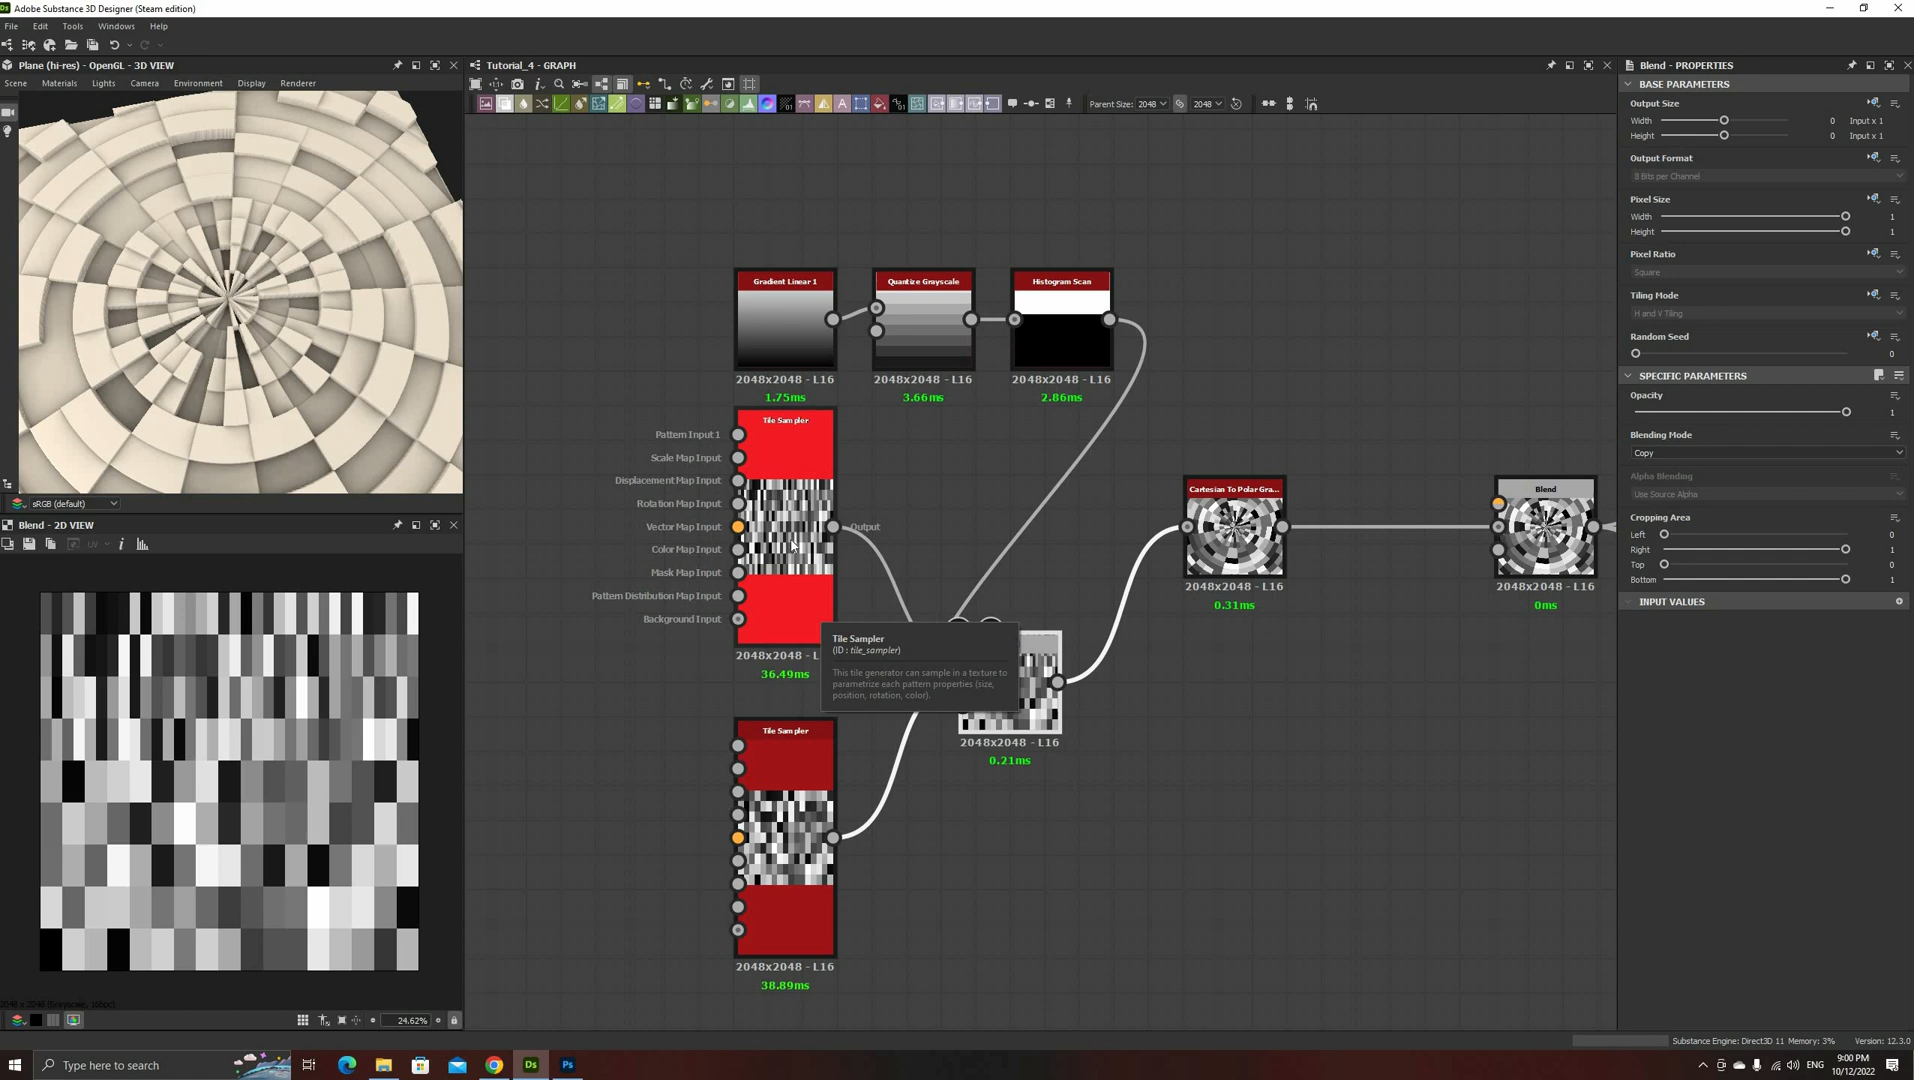 Adobe Substance 3D Designer (Steam edition)
File Edit Tools Windows Help
Plane (hi-res) - OpenGL - 3D VIEW
Scene Materials Lights Camera Environment Display Renderer
sRGB (default)
Blend - 2D VIEW
UV
24.62%
Tutorial_4 - GRAPH
Parent Size: 2048 2048
Gradient Linear 1
2048x2048 - L16
1.75ms
Quantize Grayscale
2048x2048 - L16
3.66ms
Histogram Scan
2048x2048 - L16
2.86ms
Tile Sampler
Pattern Input 1
Scale Map Input
Displacement Map Input
Rotation Map Input
Vector Map Input
Color Map Input
Mask Map Input
Pattern Distribution Map Input
Background Input
Output
2048x2048 - L
36.49ms
Tile Sampler
(ID : tile_sampler)
This tile generator can sample in a texture to
parametrize each pattern properties (size,
position, rotation, color).
2048x2048 - L16
0.21ms
Tile Sampler
2048x2048 - L16
38.89ms
Cartesian To Polar Gra...
2048x2048 - L16
0.31ms
Blend
2048x2048 - L16
0ms
Blend - PROPERTIES
BASE PARAMETERS
Output Size
Width 0 Input x 1
Height 0 Input x 1
Output Format
8 Bits per Channel
Pixel Size
Width 1
Height 1
Pixel Ratio
Square
Tiling Mode
H and V Tiling
Random Seed
0
SPECIFIC PARAMETERS
Opacity
1
Blending Mode
Copy
Alpha Blending
Use Source Alpha
Cropping Area
Left 0
Right 1
Top 0
Bottom 1
INPUT VALUES
Substance Engine: Direct3D 11 Memory: 3% Version: 12.3.0
Type here to search
Ds
Ps
ENG
9:00 PM
10/12/2022